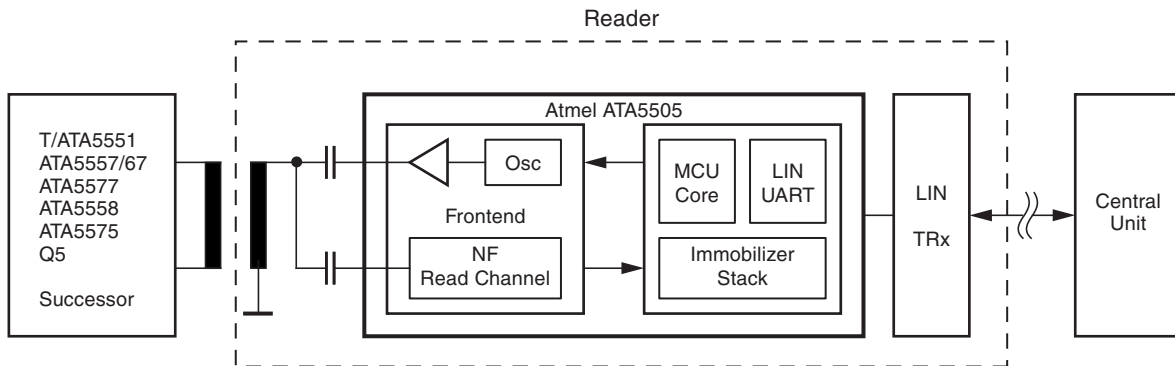 Reader
T/ATA5551
ATA5557/67
ATA5577
ATA5558
ATA5575
Q5
Successor
Atmel ATA5505
Osc
Frontend
NF
Read Channel
MCU
Core
LIN
UART
Immobilizer
Stack
LIN
TRx
Central
Unit